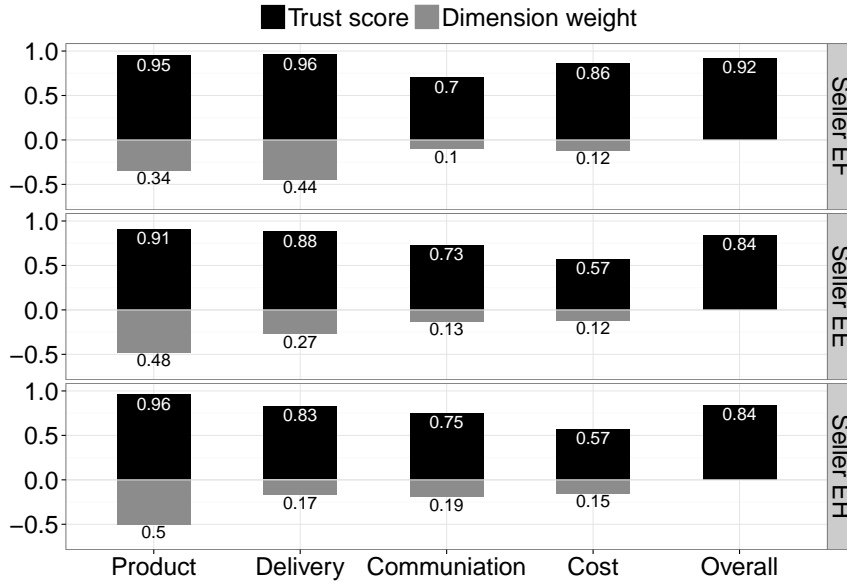 Trust score Dimension weight
1.0
0.5
0.0
−0.5
0.95 0.96 0.7 0.86 0.92
0.34 0.44 0.1 0.12
Seller EF
1.0
0.5
0.0
−0.5
0.91 0.88 0.73 0.57 0.84
0.48 0.27 0.13 0.12
Seller EE
1.0
0.5
0.0
−0.5
0.96 0.83 0.75 0.57 0.84
0.5 0.17 0.19 0.15
Seller EH
Product Delivery Communiation Cost Overall